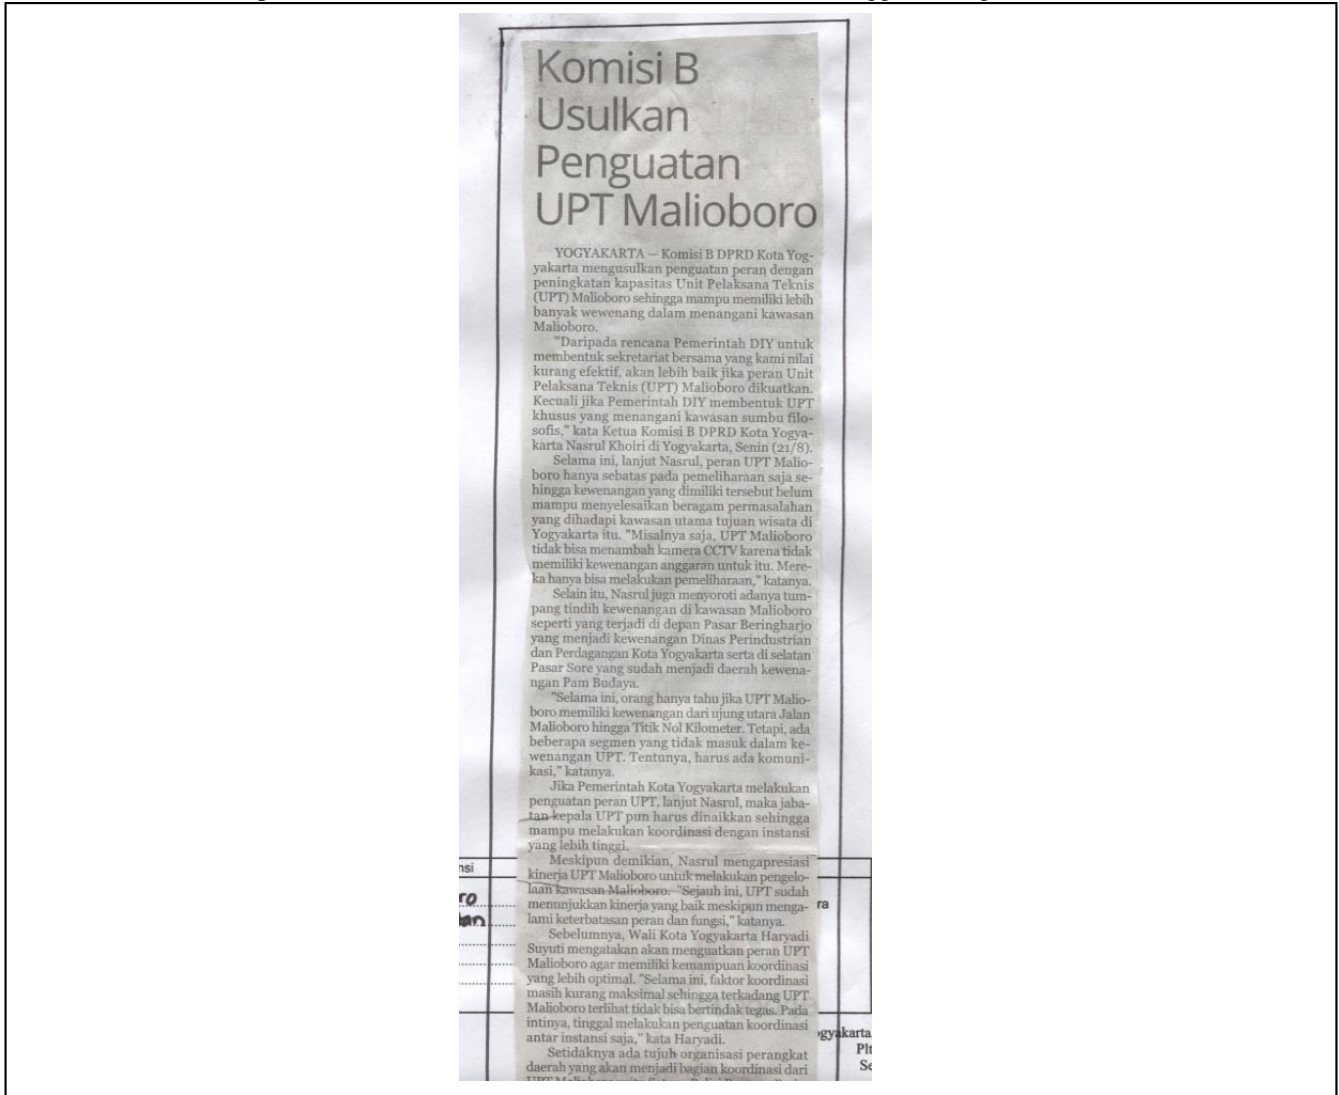 Komisi B
Usulkan
Penguatan
UPT Malioboro
YOGYAKARTA — Komisi B DPRD Kota Yog-
yakarta mengusulkan penguatan peran dengan
peningkatan kapasitas Unit Pelaksana Teknis
(UPT) Malioboro sehingga mampu memiliki lebih
banyak wewenang dalam menangani kawasan
Malioboro.
"Daripada rencana Pemerintah DIY untuk
membentuk sekretariat bersama yang kami nilai
kurang efektif, akan lebih baik jika peran Unit
Pelaksana Teknis (UPT) Malioboro dikuatkan.
Kecuali jika Pemerintah DIY membentuk UPT
khusus yang menangani kawasan sumbu filo-
sofis," kata Ketua Komisi B DPRD Kota Yogya-
karta Nasrul Khoiri di Yogyakarta, Senin (21/8).
Selama ini, lanjut Nasrul, peran UPT Malio-
boro hanya sebatas pada pemeliharaan saja se-
hingga kewenangan yang dimiliki tersebut belum
mampu menyelesaikan beragam permasalahan
yang dihadapi kawasan utama tujuan wisata di
Yogyakarta itu. "Misalnya saja, UPT Malioboro
tidak bisa menambah kamera CCTV karena tidak
memiliki kewenangan anggaran untuk itu. Mere-
ka hanya bisa melakukan pemeliharaan," katanya.
Selain itu, Nasrul juga menyoroti adanya tum-
pang tindih kewenangan di kawasan Malioboro
seperti yang terjadi di depan Pasar Beringharjo
yang menjadi kewenangan Dinas Perindustrian
dan Perdagangan Kota Yogyakarta serta di selatan
Pasar Sore yang sudah menjadi daerah kewena-
ngan Pam Budaya.
"Selama ini, orang hanya tahu jika UPT Malio-
boro memiliki kewenangan dari ujung utara Jalan
Malioboro hingga Titik Nol Kilometer. Tetapi, ada
beberapa segmen yang tidak masuk dalam ke-
wenangan UPT. Tentunya, harus ada komuni-
kasi," katanya.
Jika Pemerintah Kota Yogyakarta melakukan
penguatan peran UPT, lanjut Nasrul, maka jaba-
tan kepala UPT pun harus dinaikkan sehingga
mampu melakukan koordinasi dengan instansi
yang lebih tinggi.
Meskipun demikian, Nasrul mengapresiasi
kinerja UPT Malioboro untuk melakukan pengelo-
laan kawasan Malioboro. "Sejauh ini, UPT sudah
menunjukkan kinerja yang baik meskipun menga-
lami keterbatasan peran dan fungsi," katanya.
Sebelumnya, Wali Kota Yogyakarta Haryadi
Suyuti mengatakan akan menguatkan peran UPT
Malioboro agar memiliki kemampuan koordinasi
yang lebih optimal. "Selama ini, faktor koordinasi
masih kurang maksimal sehingga terkadang UPT
Malioboro terlihat tidak bisa bertindak tegas. Pada
intinya, tinggal melakukan penguatan koordinasi
antar instansi saja," kata Haryadi.
Setidaknya ada tujuh organisasi perangkat
daerah yang akan menjadi bagian koordinasi dari
nsi
ro
an
ra
ogyakarta
Plt
Se